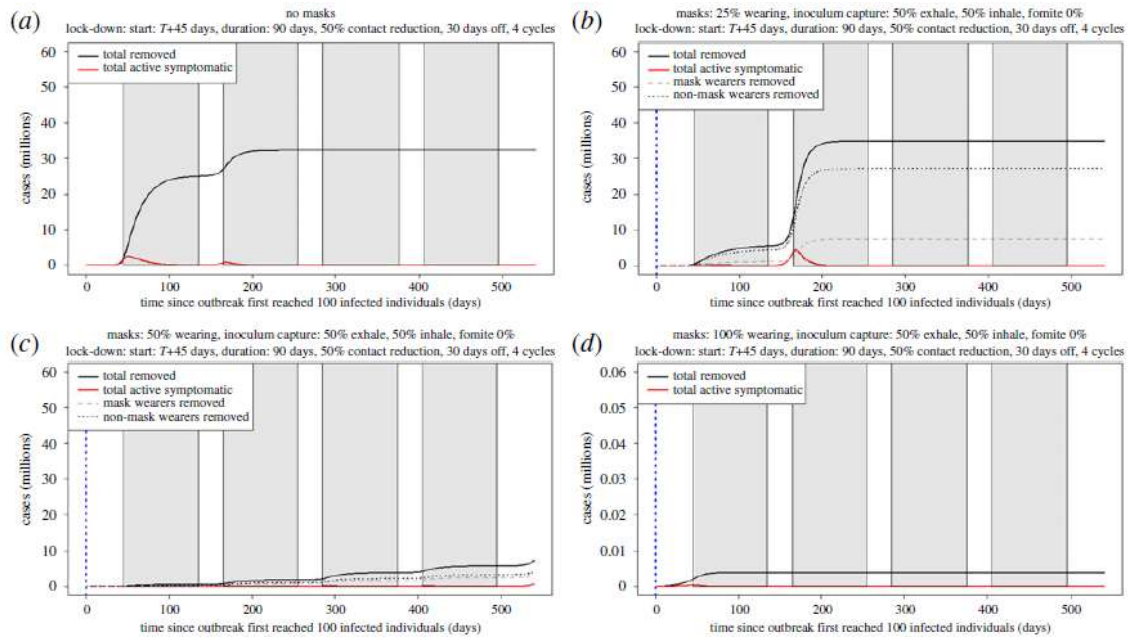 (a)
no masks
lock-down: start: T+45 days, duration: 90 days, 50% contact reduction, 30 days off, 4 cycles
total removed
total active symptomatic
60
50
40
30
20
10
0
cases (millions)
0 100 200 300 400 500
time since outbreak first reached 100 infected individuals (days)
(b)
masks: 25% wearing, inoculum capture: 50% exhale, 50% inhale, fomite 0%
lock-down: start: T+45 days, duration: 90 days, 50% contact reduction, 30 days off, 4 cycles
total removed
total active symptomatic
mask wearers removed
non-mask wearers removed
60
50
40
30
20
10
0
cases (millions)
0 100 200 300 400 500
time since outbreak first reached 100 infected individuals (days)
(c)
masks: 50% wearing, inoculum capture: 50% exhale, 50% inhale, fomite 0%
lock-down: start: T+45 days, duration: 90 days, 50% contact reduction, 30 days off, 4 cycles
total removed
total active symptomatic
mask wearers removed
non-mask wearers removed
60
50
40
30
20
10
0
cases (millions)
0 100 200 300 400 500
time since outbreak first reached 100 infected individuals (days)
(d)
masks: 100% wearing, inoculum capture: 50% exhale, 50% inhale, fomite 0%
lock-down: start: T+45 days, duration: 90 days, 50% contact reduction, 30 days off, 4 cycles
total removed
total active symptomatic
0.06
0.05
0.04
0.03
0.02
0.01
0
cases (millions)
0 100 200 300 400 500
time since outbreak first reached 100 infected individuals (days)